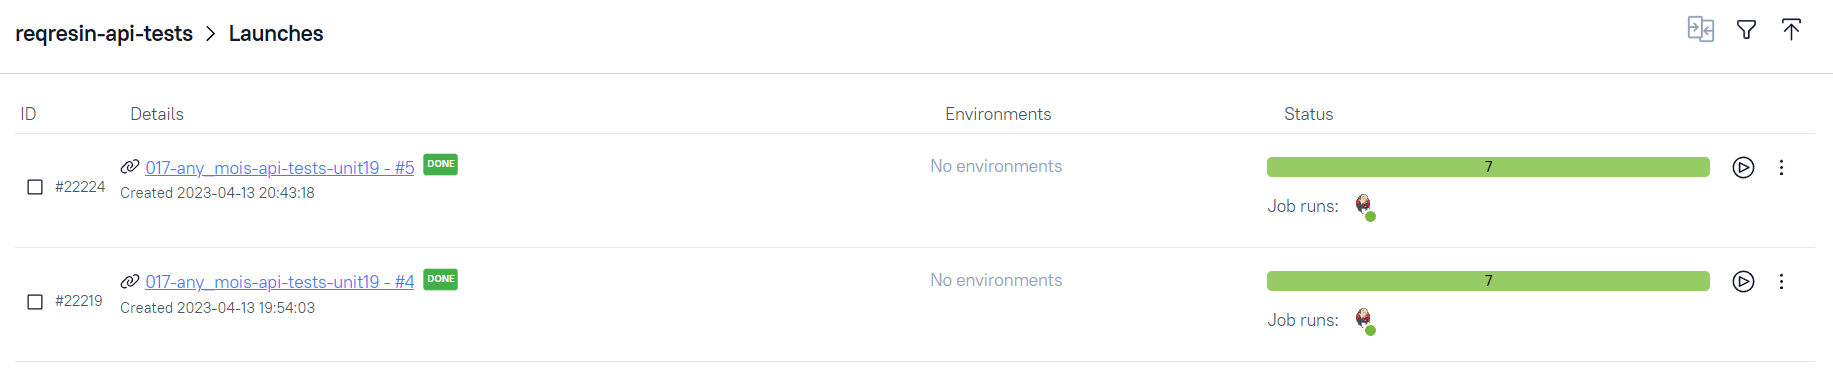 reqresin-api-tests > Launches
ID Details Environments Status
017-any_mois-api-tests-unit19 - #5 DONE No environments 7
#22224
Created 2023-04-13 20:43:18
Job runs:
017-any_mois-api-tests-unit19 - #4 DONE No environments 7
#22219
Created 2023-04-13 19:54:03
Job runs: